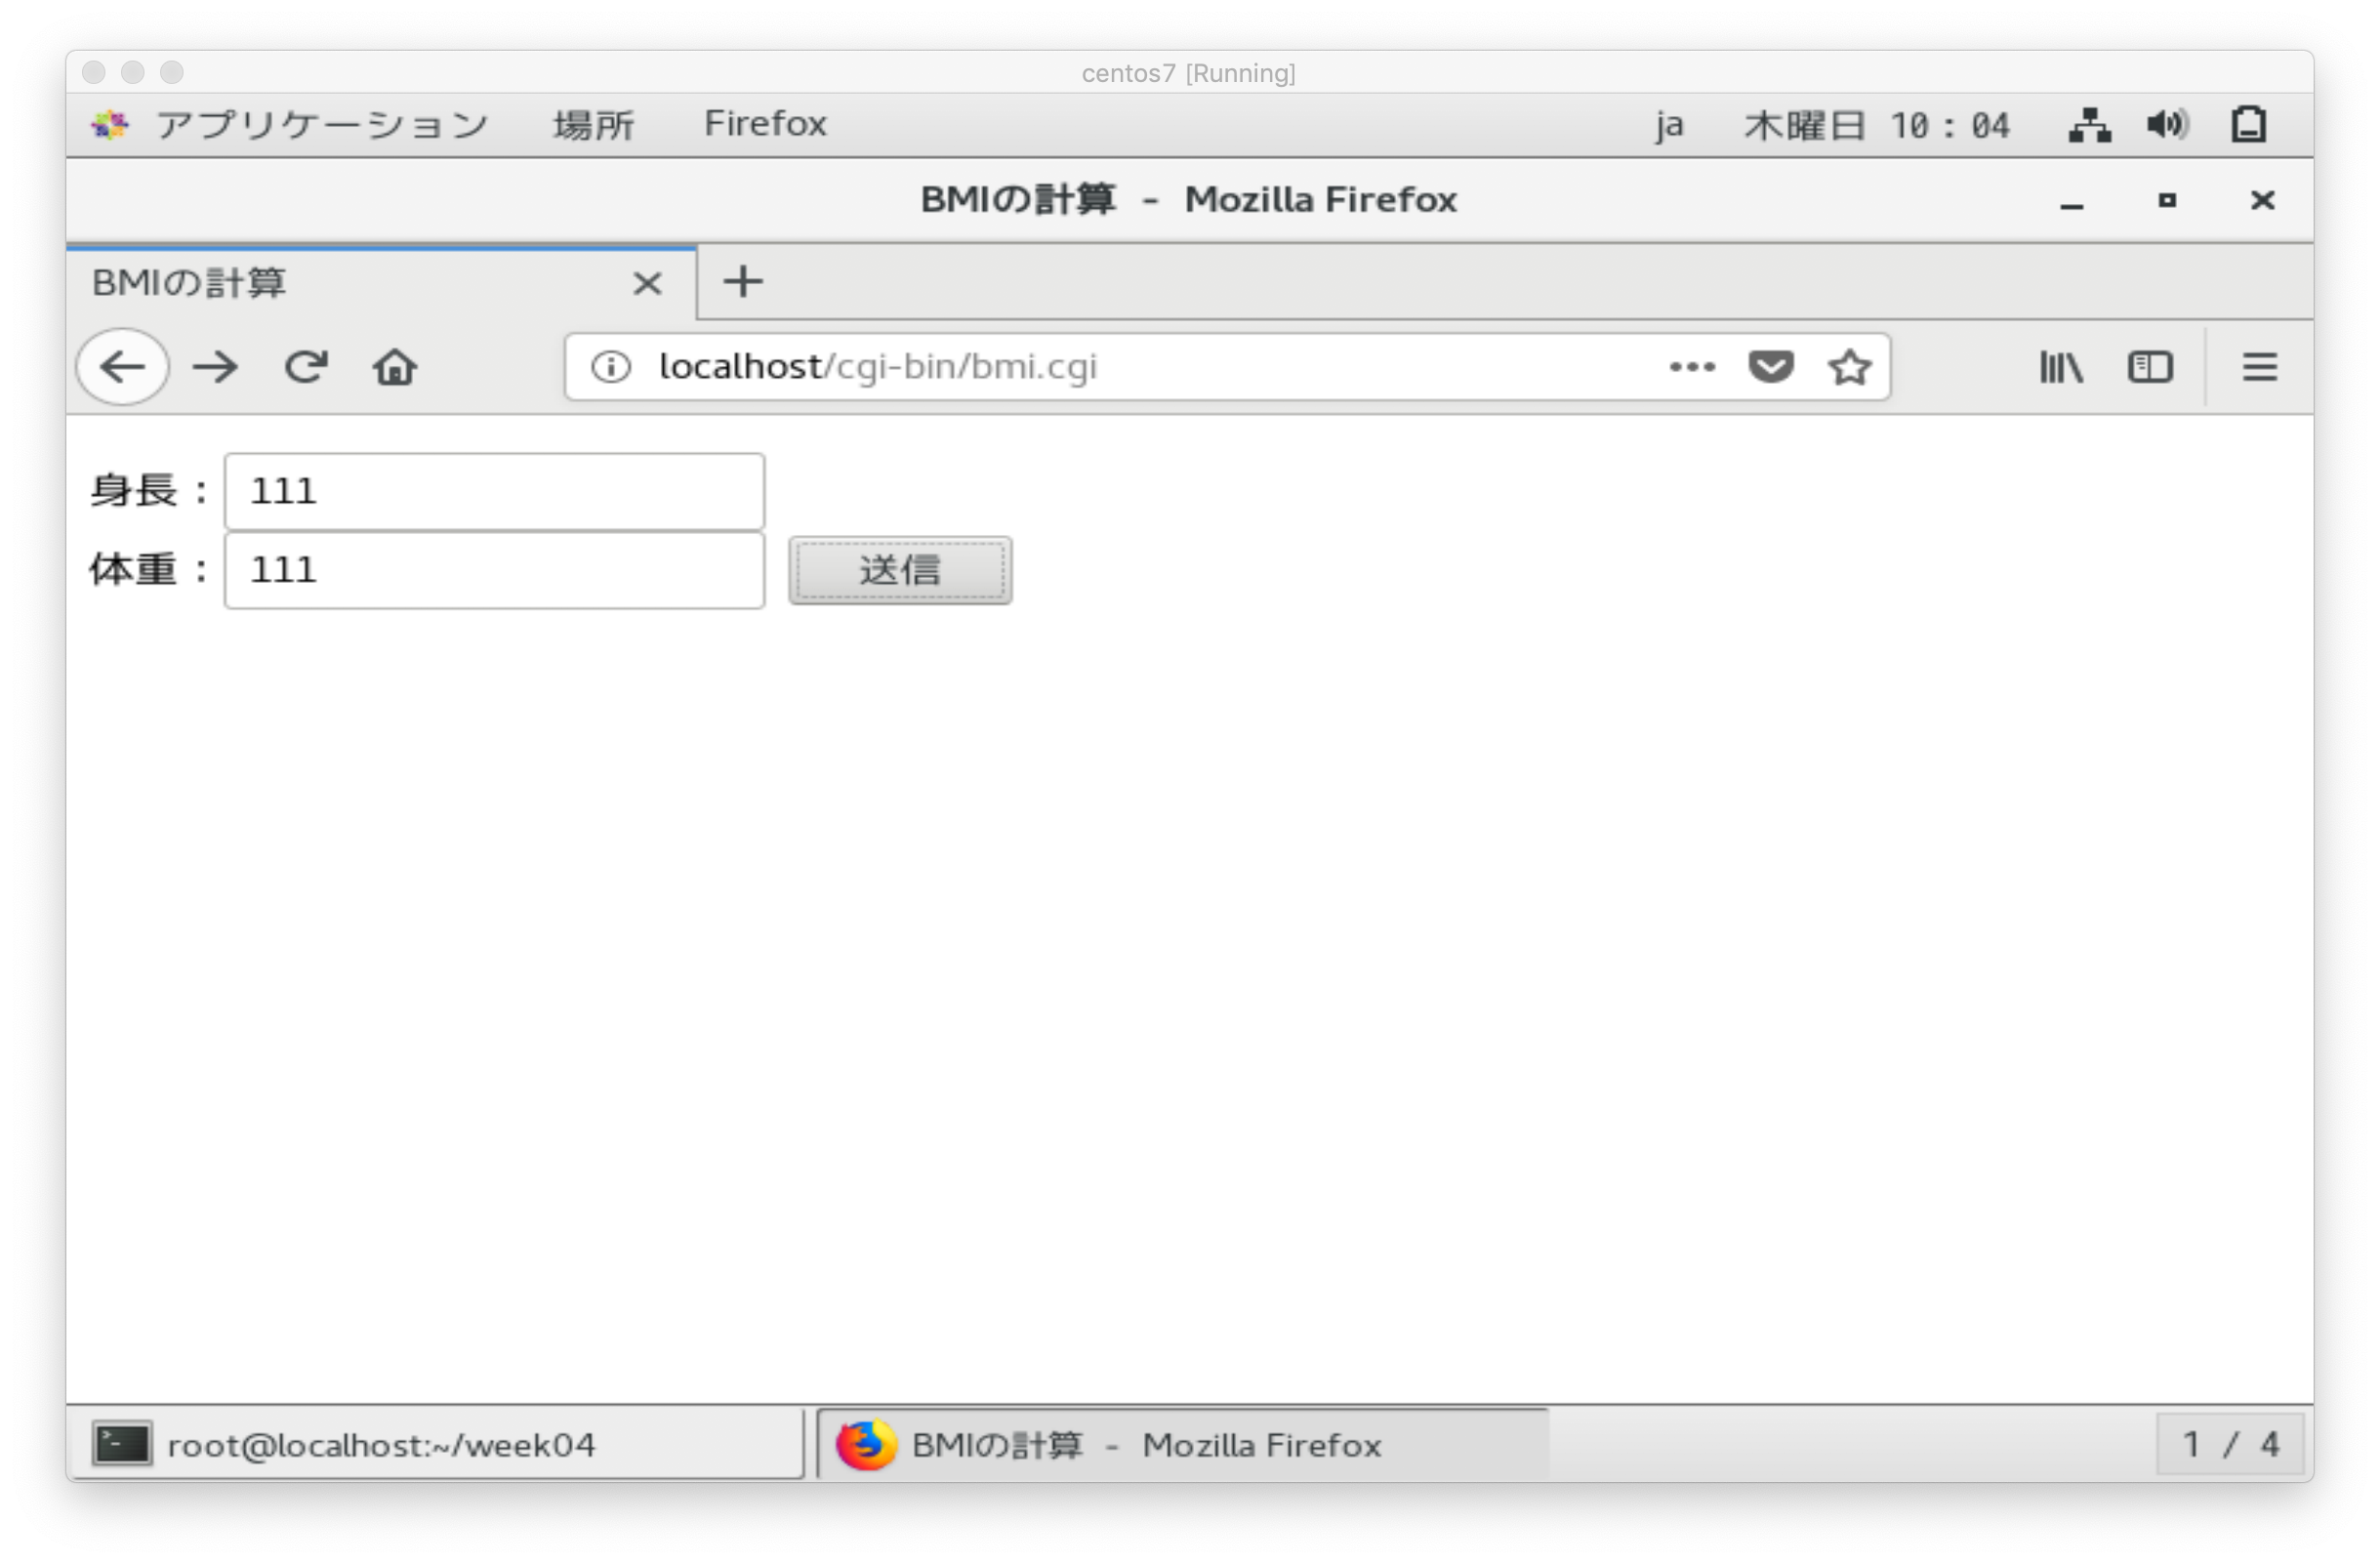 centos7 [Running]
アプリケーション 場所 Firefox ja 木曜日 10：04
BMIの計算 - Mozilla Firefox
BMIの計算
localhost/cgi-bin/bmi.cgi
身長：111
体重：111 送信
root@localhost:~/week04 BMIの計算 - Mozilla Firefox 1 / 4